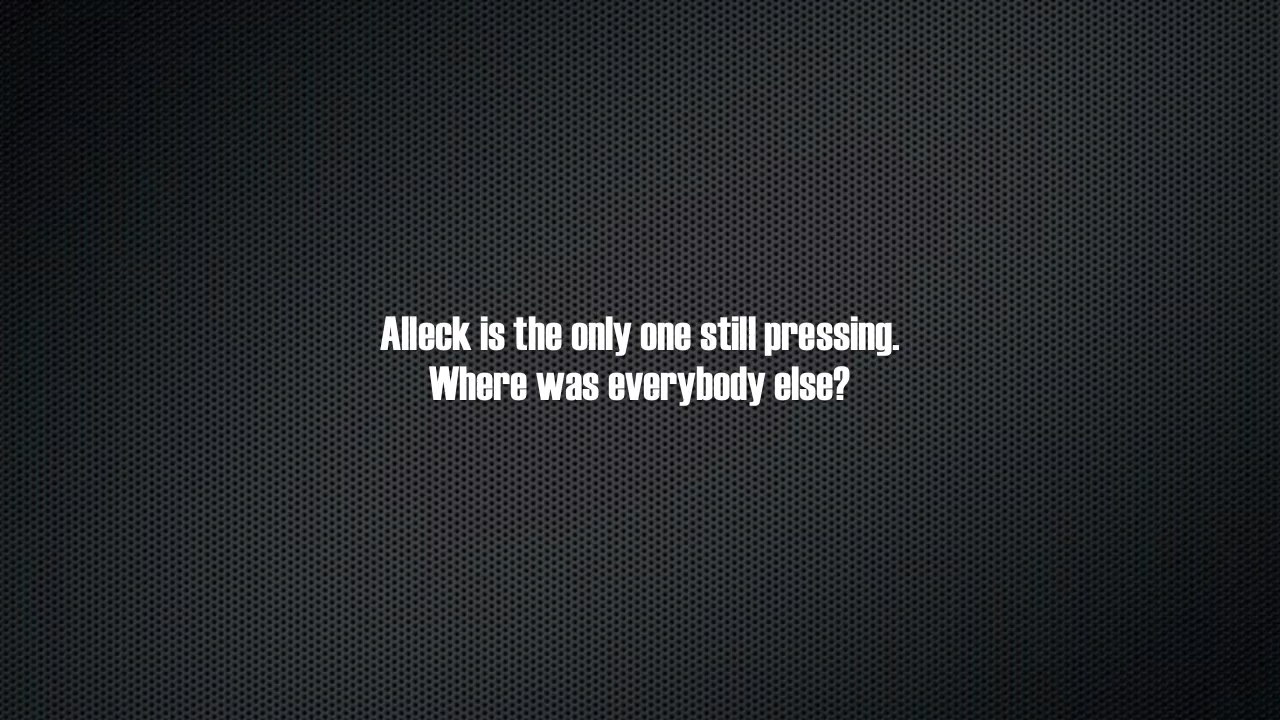 Alleck is the only one still pressing.
Where was everybody else?